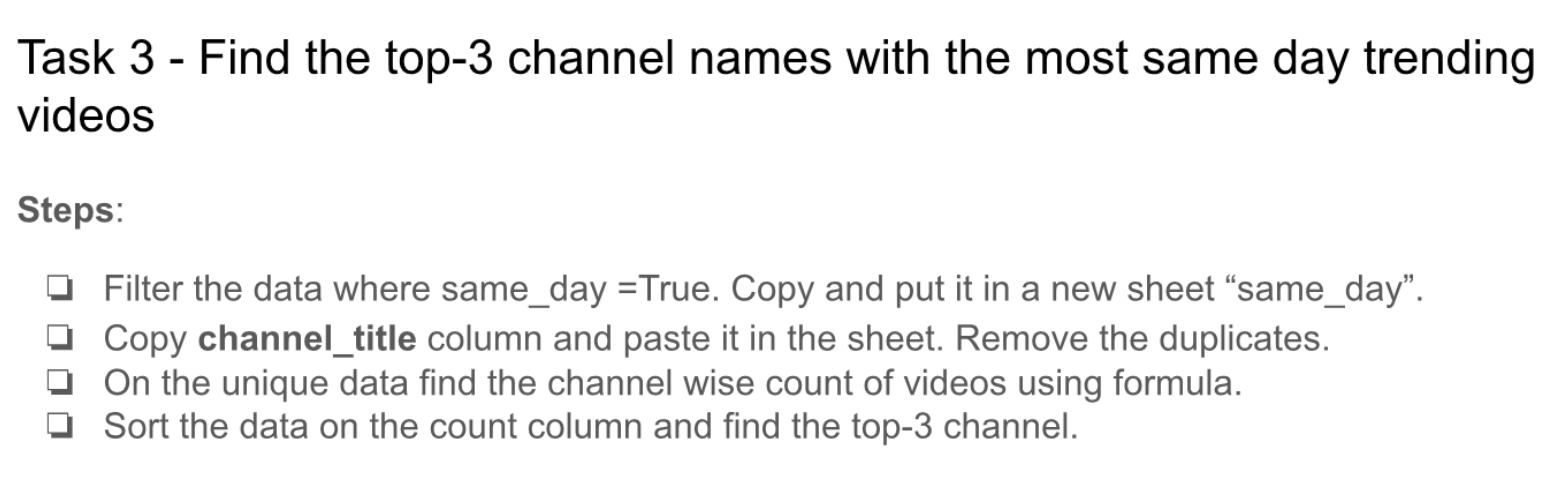 Task 3 - Find the top-3 channel names with the most same day trending
videos
Steps:
❏ Filter the data where same_day =True. Copy and put it in a new sheet “same_day”.
❏ Copy channel_title column and paste it in the sheet. Remove the duplicates.
❏ On the unique data find the channel wise count of videos using formula.
❏ Sort the data on the count column and find the top-3 channel.